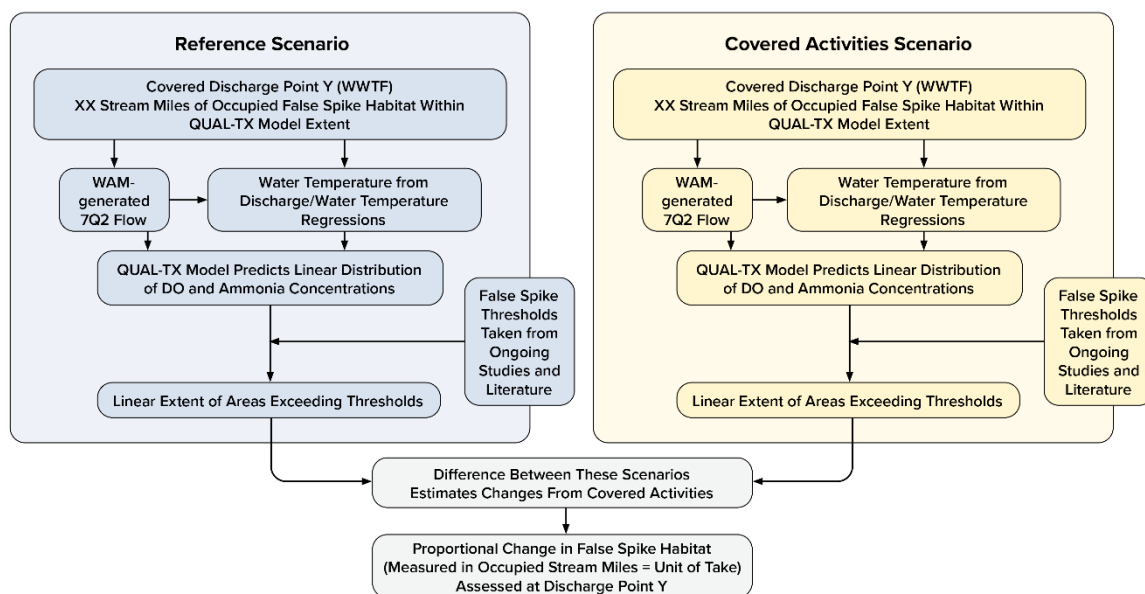 Reference Scenario
Covered Discharge Point Y (WWTF)
XX Stream Miles of Occupied False Spike Habitat Within
QUAL-TX Model Extent
WAM-
generated
7Q2 Flow
Water Temperature from
Discharge/Water Temperature
Regressions
QUAL-TX Model Predicts Linear Distribution
of DO and Ammonia Concentrations
False Spike
Thresholds
Taken from
Ongoing
Studies and
Literature
Linear Extent of Areas Exceeding Thresholds
Covered Activities Scenario
Covered Discharge Point Y (WWTF)
XX Stream Miles of Occupied False Spike Habitat Within
QUAL-TX Model Extent
WAM-
generated
7Q2 Flow
Water Temperature from
Discharge/Water Temperature
Regressions
QUAL-TX Model Predicts Linear Distribution
of DO and Ammonia Concentrations
False Spike
Thresholds
Taken from
Ongoing
Studies and
Literature
Linear Extent of Areas Exceeding Thresholds
Difference Between These Scenarios
Estimates Changes From Covered Activities
Proportional Change in False Spike Habitat
(Measured in Occupied Stream Miles = Unit of Take)
Assessed at Discharge Point Y